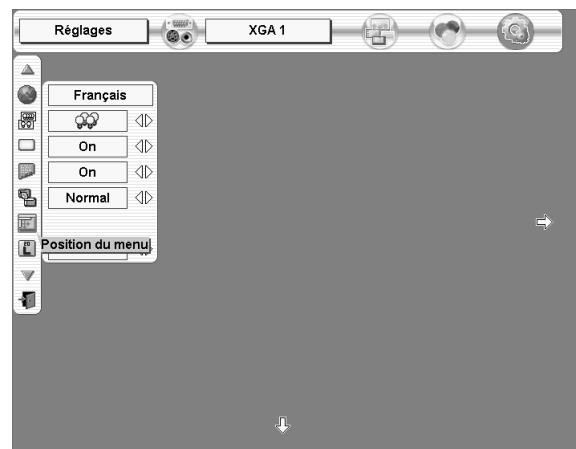 Réglages
XGA 1
Français
On
On
Normal
Position du menu